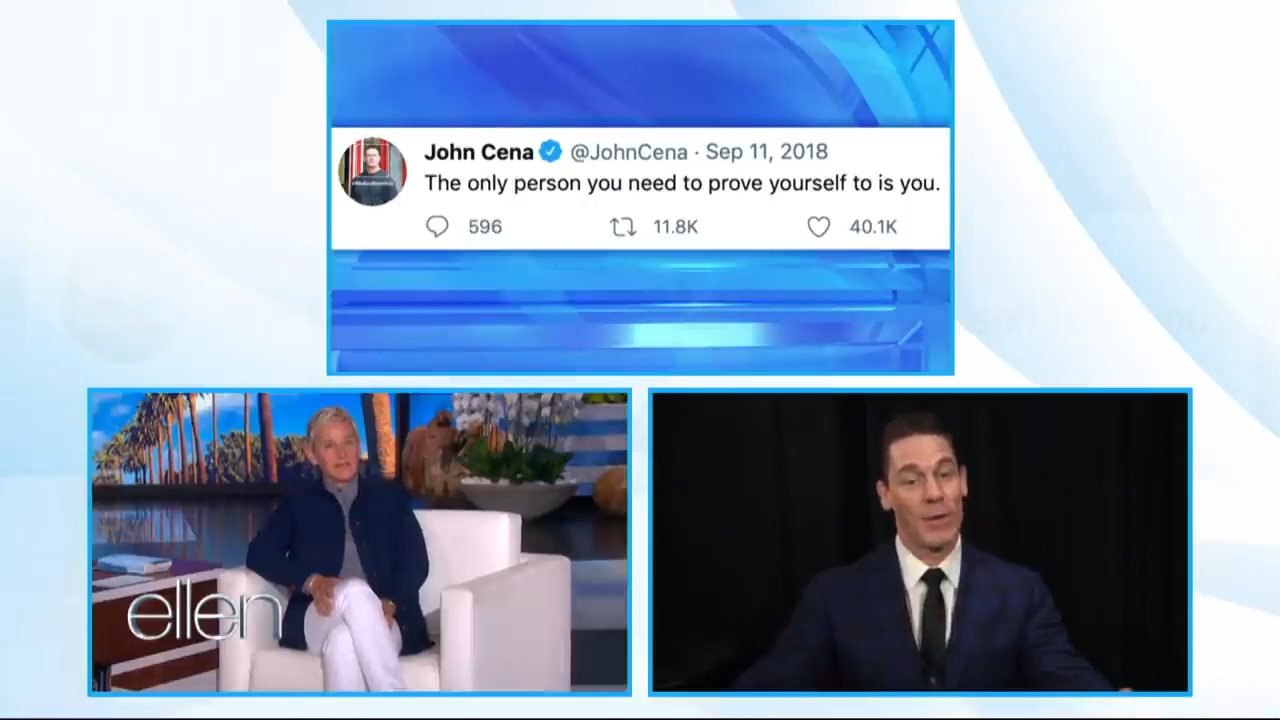 John Cena @JohnCena · Sep 11, 2018
The only person you need to prove yourself to is you.
596 11.8K 40.1K
ellen